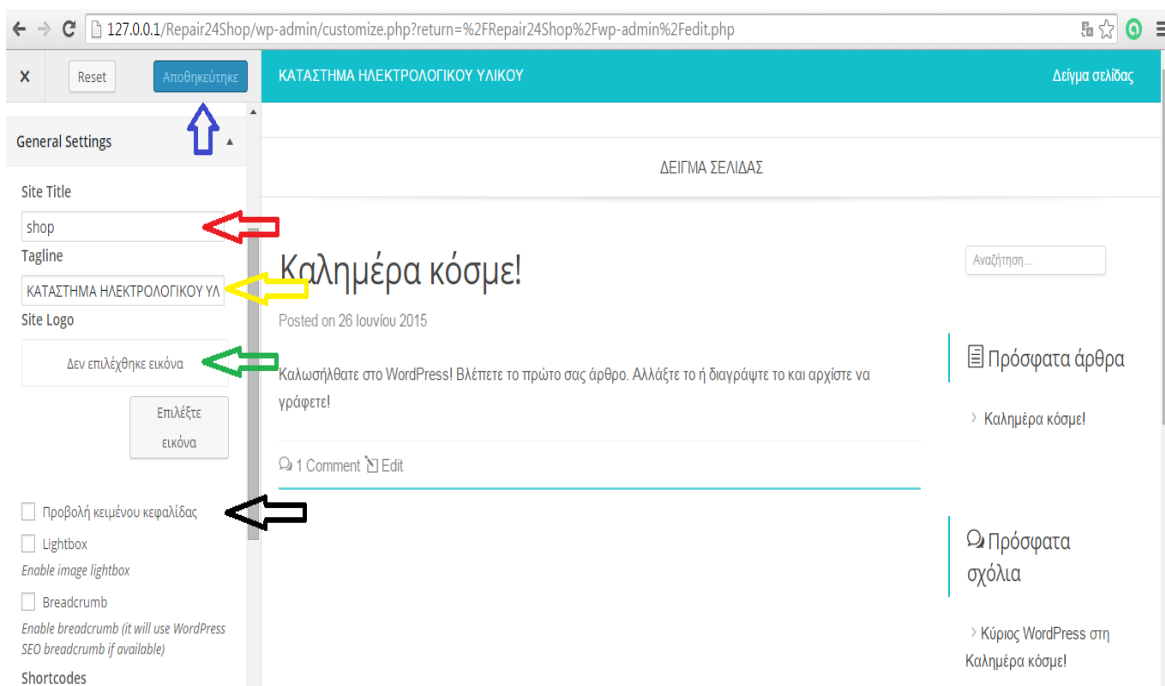 127.0.0.1/Repair24Shop/wp-admin/customize.php?return=%2FRepair24Shop%2Fwp-admin%2Fedit.php
Reset
Αποθηκεύτηκε
General Settings
Site Title
shop
Tagline
ΚΑΤΑΣΤΗΜΑ ΗΛΕΚΤΡΟΛΟΓΙΚΟΥ ΥΛ
Site Logo
Δεν επιλέχθηκε εικόνα
Επιλέξτε
εικόνα
Προβολή κειμένου κεφαλίδας
Lightbox
Enable image lightbox
Breadcrumb
Enable breadcrumb (it will use WordPress
SEO breadcrumb if available)
Shortcodes
ΚΑΤΑΣΤΗΜΑ ΗΛΕΚΤΡΟΛΟΓΙΚΟΥ ΥΛΙΚΟΥ
Δείγμα σελίδας
ΔΕΙΓΜΑ ΣΕΛΙΔΑΣ
Καλημέρα κόσμε!
Posted on 26 Ιουνίου 2015
Καλωσήλθατε στο WordPress! Βλέπετε το πρώτο σας άρθρο. Αλλάξτε το ή διαγράψτε το και αρχίστε να
γράφετε!
1 Comment Edit
Αναζήτηση...
Πρόσφατα άρθρα
Καλημέρα κόσμε!
Πρόσφατα
σχόλια
Κύριος WordPress στη
Καλημέρα κόσμε!